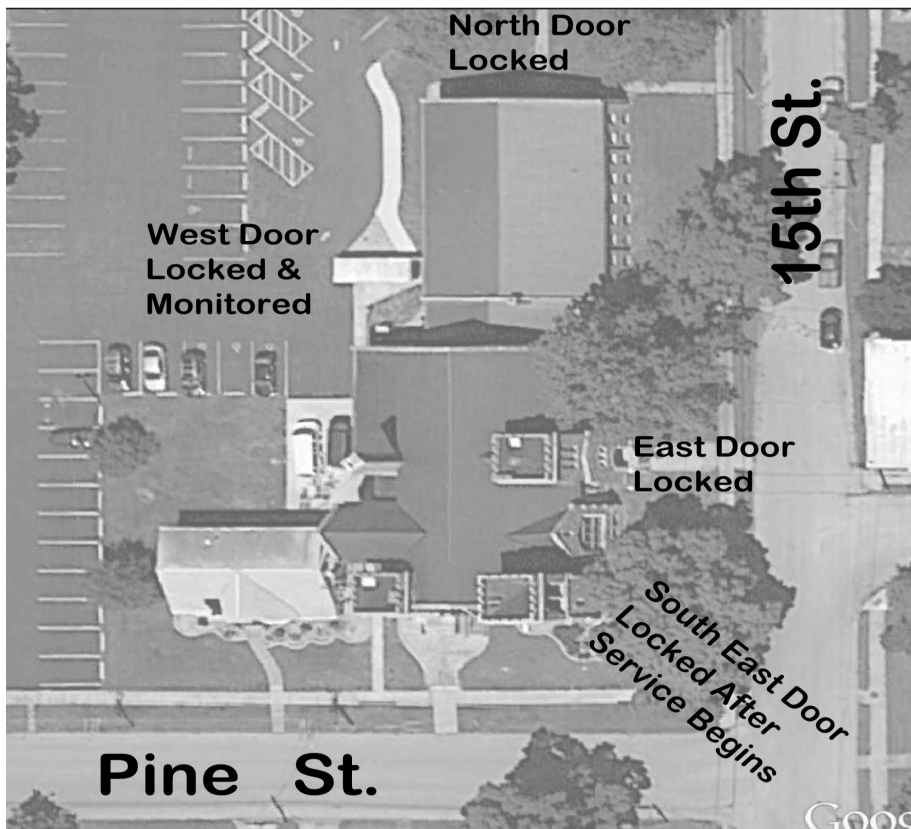 North Door
Locked
15th St.
West Door
Locked &
Monitored
East Door
Locked
South East Door
Locked After
Service Begins
Pine St.
Goog